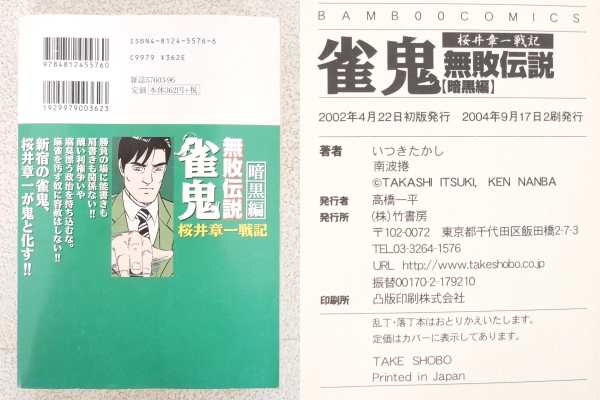 ISBN4-8124-5576-6
C9979 ¥362E
雑誌57603-96
定価 本体362円+税
9784812455760
1929979003623
勝負の場に能書きも
肩書きも関係ない!!
醜い利権争いや
腐臭漂う政治を持ち込むな。
麻雀を汚す奴に容赦はしない!!
新宿の雀鬼、
桜井章一が鬼と化す!!
暗黒編
無敗伝説
雀鬼
桜井章一戦記
BAMBOO COMICS
桜井章一戦記
雀鬼 無敗伝説
【暗黒編】
2002年4月22日初版発行 2004年9月17日2刷発行
著者 いつきたかし
南波捲
©TAKASHI ITSUKI, KEN NANBA
発行者 高橋一平
発行所 (株)竹書房
〒102-0072 東京都千代田区飯田橋2-7-3
TEL.03-3264-1576
URL http://www.takeshobo.co.jp
振替00170-2-179210
印刷所 凸版印刷株式会社
乱丁・落丁本はおとりかえいたします。
定価はカバーに表示してあります。
TAKE SHOBO
Printed in Japan